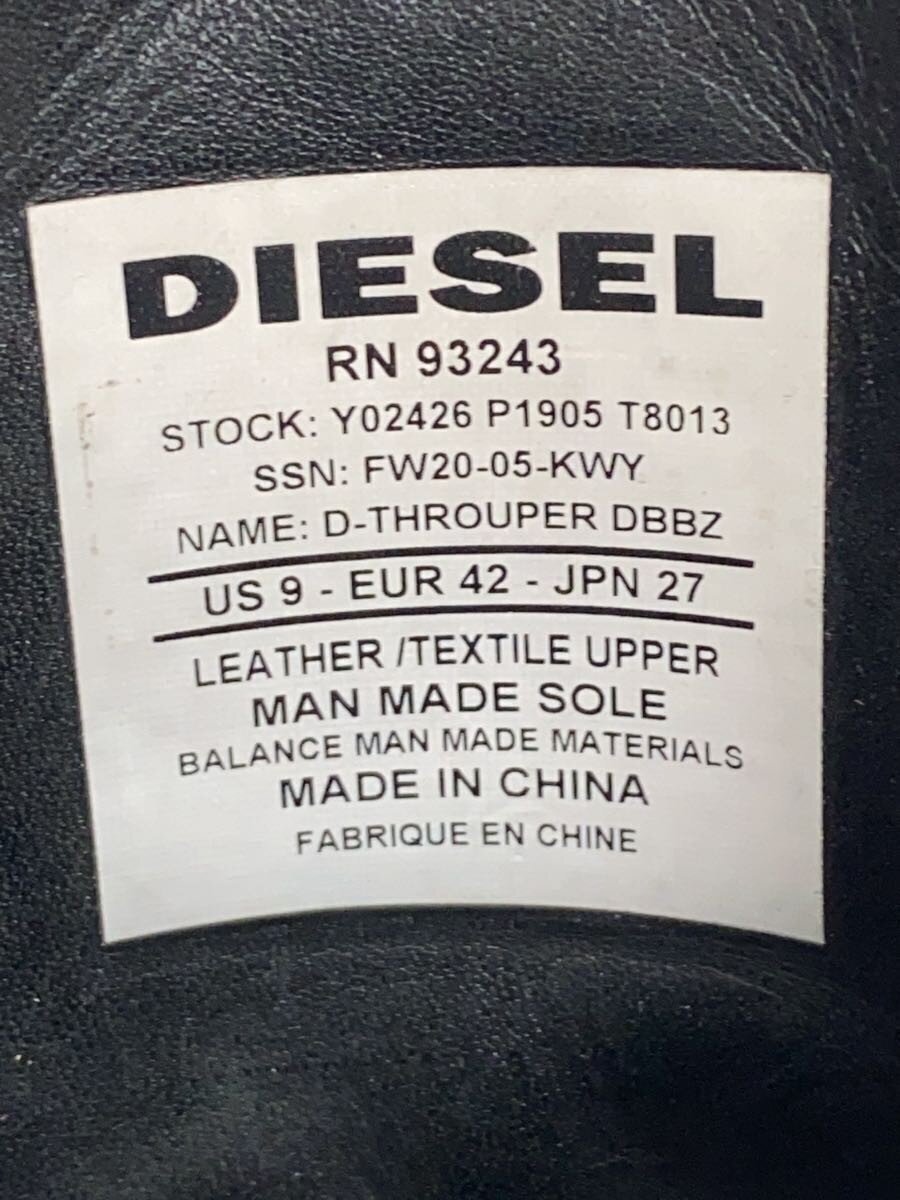 DIESEL
RN 93243
STOCK: Y02426 P1905 T8013
SSN: FW20-05-KWY
NAME: D-THROUPER DBBZ
US 9 - EUR 42 - JPN 27
LEATHER /TEXTILE UPPER
MAN MADE SOLE
BALANCE MAN MADE MATERIALS
MADE IN CHINA
FABRIQUE EN CHINE